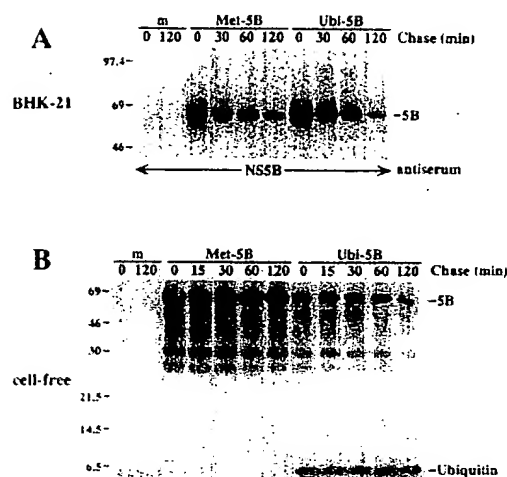 A
m Met-5B Ubi-5B
0 120 0 30 60 120 0 30 60 120 Chase (min)
97.4-
BHK-21
69-
-5B
46-
NS5B antiserum
B
m Met-5B Ubi-5B
0 120 0 15 30 60 120 0 15 30 60 120 Chase (min)
69-
-5B
46-
30-
cell-free
21.5-
14.5-
6.5-
-Ubiquitin